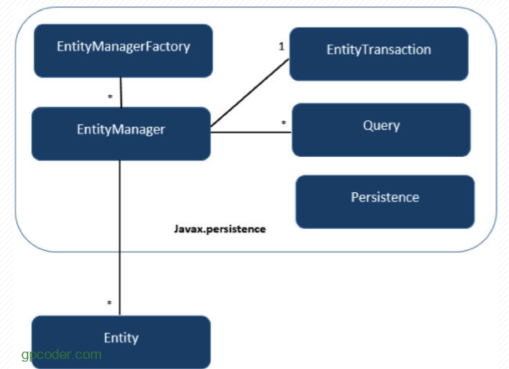 EntityManagerFactory
1
EntityTransaction
*
EntityManager
*
Query
Persistence
Javax.persistence
*
Entity
gpcoder.com